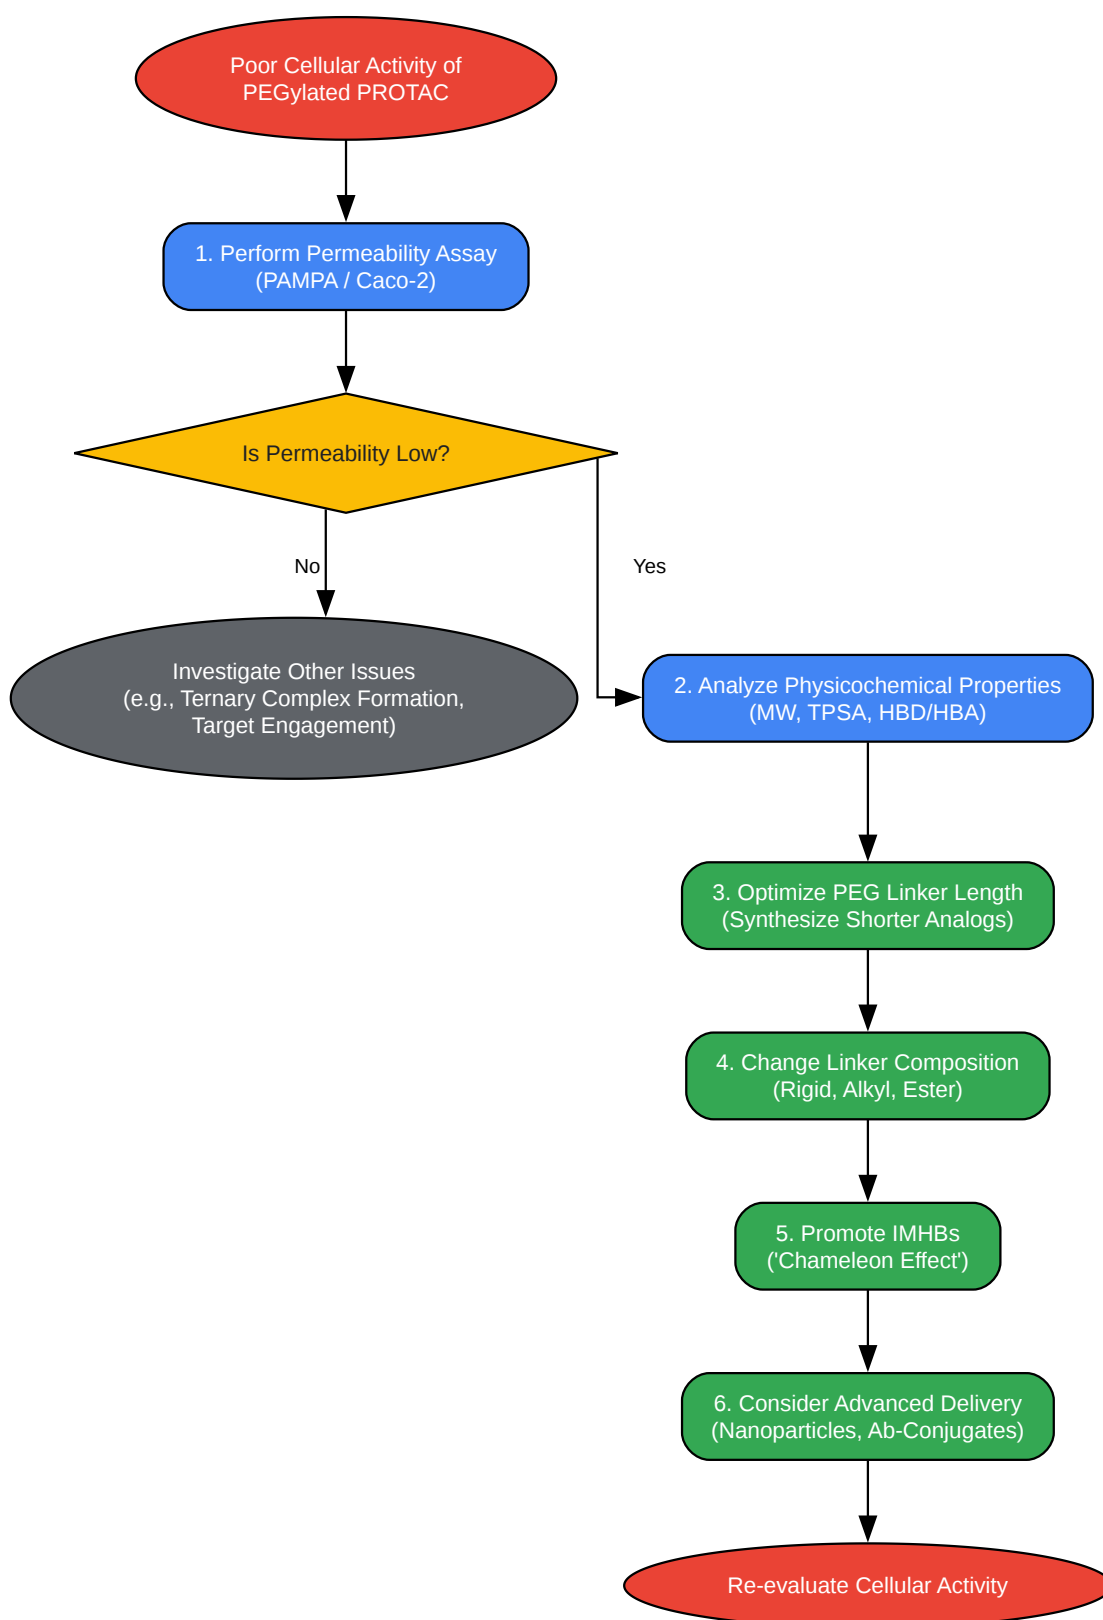 Poor Cellular Activity of
PEGylated PROTAC
1. Perform Permeability Assay
(PAMPA / Caco-2)
Is Permeability Low?
No
Yes
Investigate Other Issues
(e.g., Ternary Complex Formation,
Target Engagement)
2. Analyze Physicochemical Properties
(MW, TPSA, HBD/HBA)
3. Optimize PEG Linker Length
(Synthesize Shorter Analogs)
4. Change Linker Composition
(Rigid, Alkyl, Ester)
5. Promote IMHBs
('Chameleon Effect')
6. Consider Advanced Delivery
(Nanoparticles, Ab-Conjugates)
Re-evaluate Cellular Activity